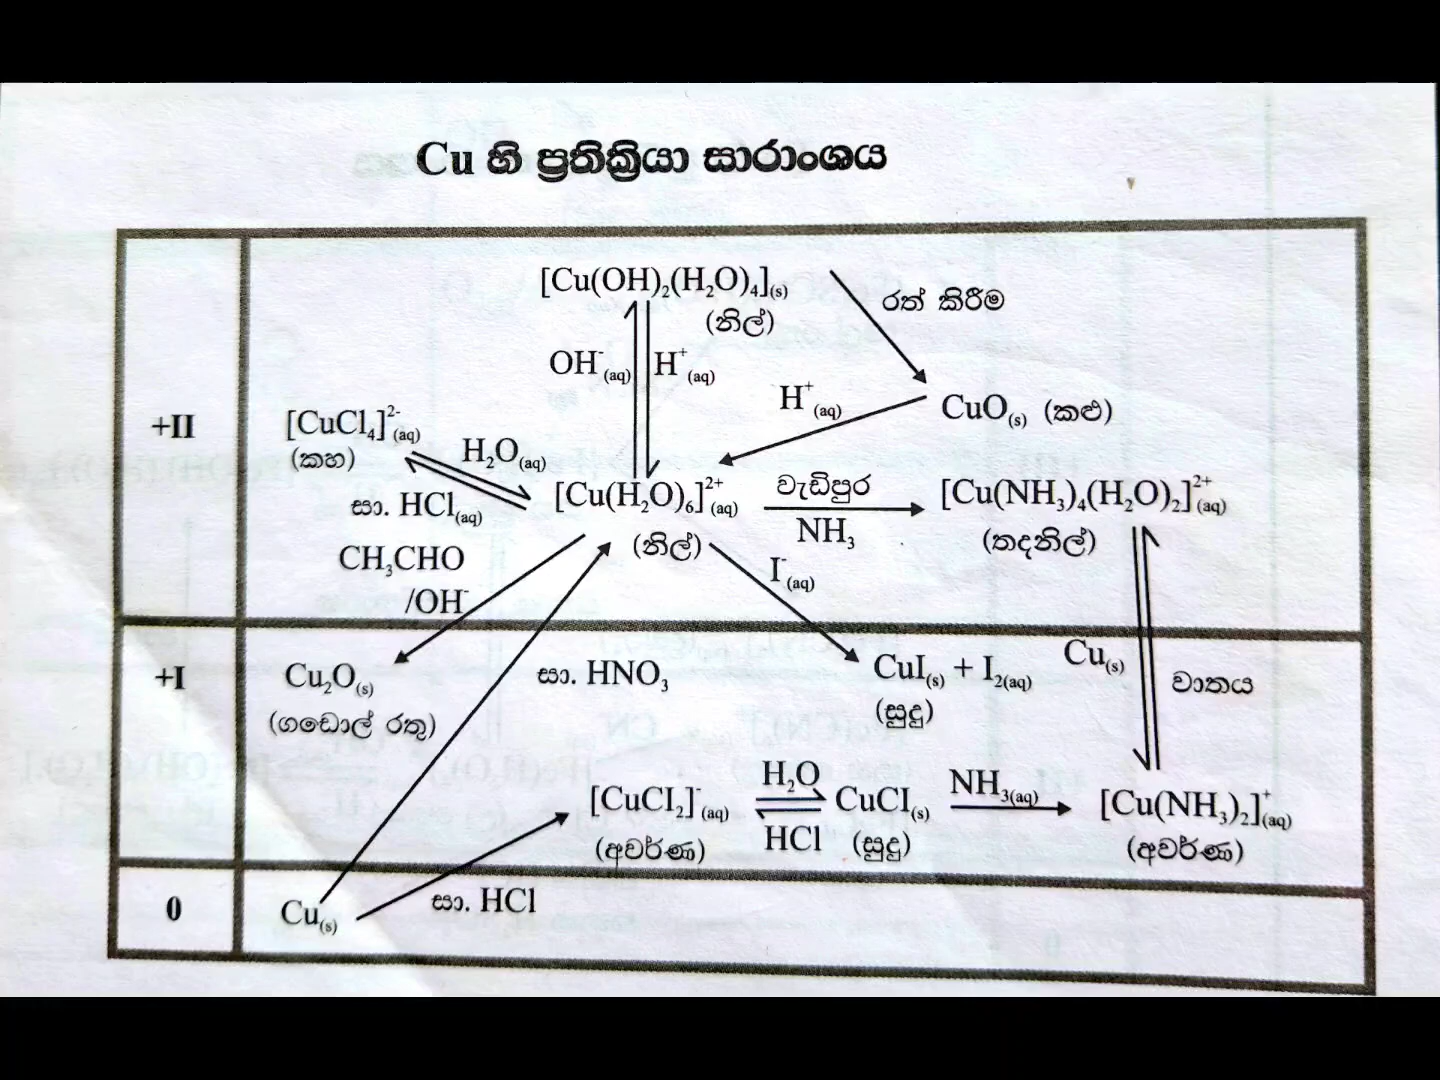 Cu හි ප්‍රතික්‍රියා සාරාංශය
[Cu(OH)₂(H₂O)₄](s)
(නිල්)
රත් කිරීම
OH⁻(aq) H⁺(aq)
H⁺(aq)
CuO(s) (කළු)
+II
[CuCl₄]²⁻(aq)
(කහ)
H₂O(aq)
සා. HCl(aq)
[Cu(H₂O)₆]²⁺(aq)
(නිල්)
වැඩිපුර
NH₃
[Cu(NH₃)₄(H₂O)₂]²⁺(aq)
(තදනිල්)
CH₃CHO
/OH⁻
I⁻(aq)
+I
Cu₂O(s)
(ගඩොල් රතු)
සා. HNO₃
CuI(s) + I₂(aq)
(සුදු)
Cu(s)
වාතය
[CuCl₂]⁻(aq)
(අවර්ණ)
H₂O
HCl
CuCl(s)
(සුදු)
NH₃(aq)
[Cu(NH₃)₂]⁺(aq)
(අවර්ණ)
0
Cu(s)
සා. HCl